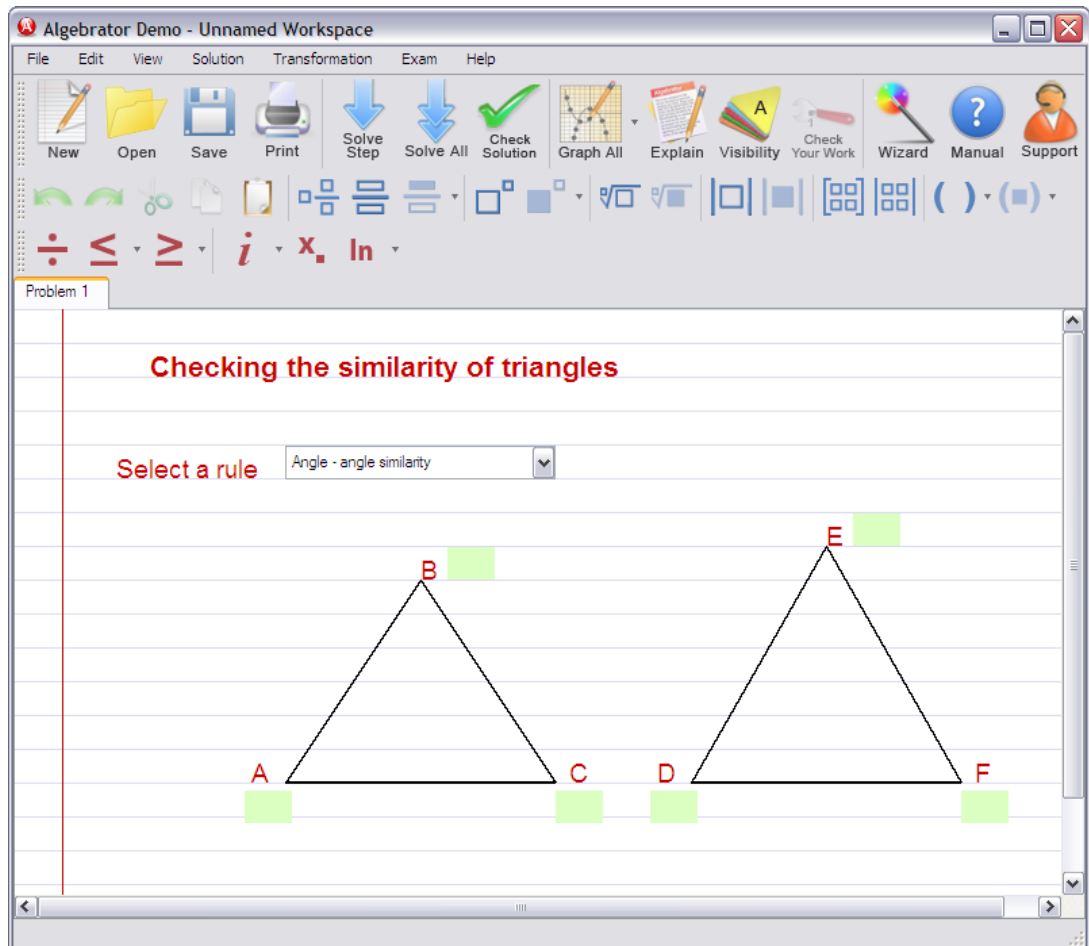 Algebrator Demo - Unnamed Workspace
File Edit View Solution Transformation Exam Help
New Open Save Print Solve Step Solve All Check Solution Graph All Explain Visibility Check Your Work Wizard Manual Support
÷ ≤ ≥ i x ln
Problem 1
Checking the similarity of triangles
Select a rule Angle - angle similarity
E
B
A C D F